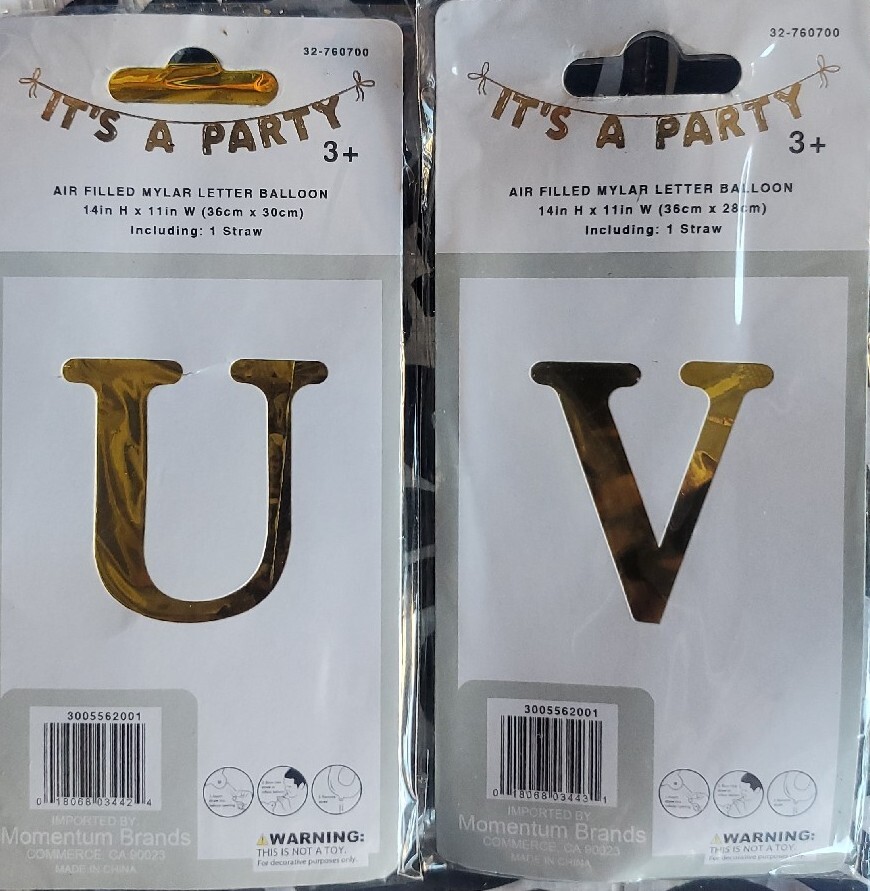 32-760700
IT'S A PARTY
3+
AIR FILLED MYLAR LETTER BALLOON
14in H x 11in W (36cm x 30cm)
Including: 1 Straw
U
3005562001
0 18068 03442 4
IMPORTED BY:
Momentum Brands
COMMERCE, CA 90023
MADE IN CHINA
WARNING:
THIS IS NOT A TOY.
For decorative purposes only.
32-760700
IT'S A PARTY
3+
AIR FILLED MYLAR LETTER BALLOON
14in H x 11in W (36cm x 28cm)
Including: 1 Straw
V
3005562001
0 18068 03443 1
IMPORTED BY:
Momentum Brands
COMMERCE, CA 90023
MADE IN CHINA
WARNING:
THIS IS NOT A TOY.
For decorative purposes only.